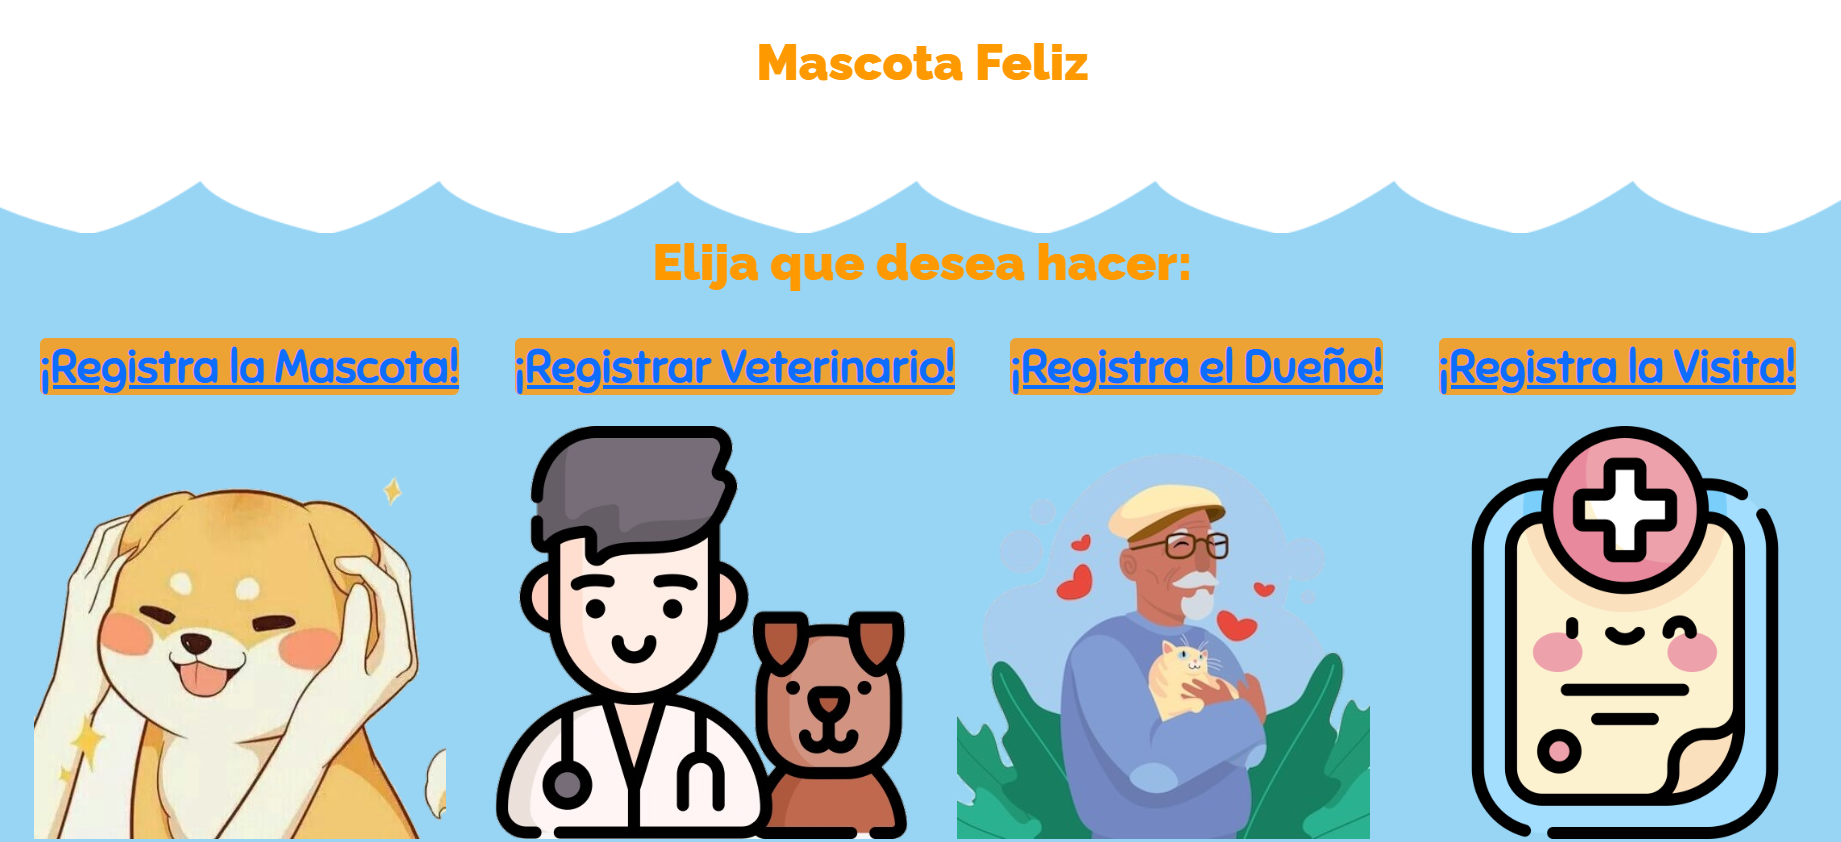 Mascota Feliz
Elija que desea hacer:
¡Registra la Mascota!
¡Registrar Veterinario!
¡Registra el Dueño!
¡Registra la Visita!